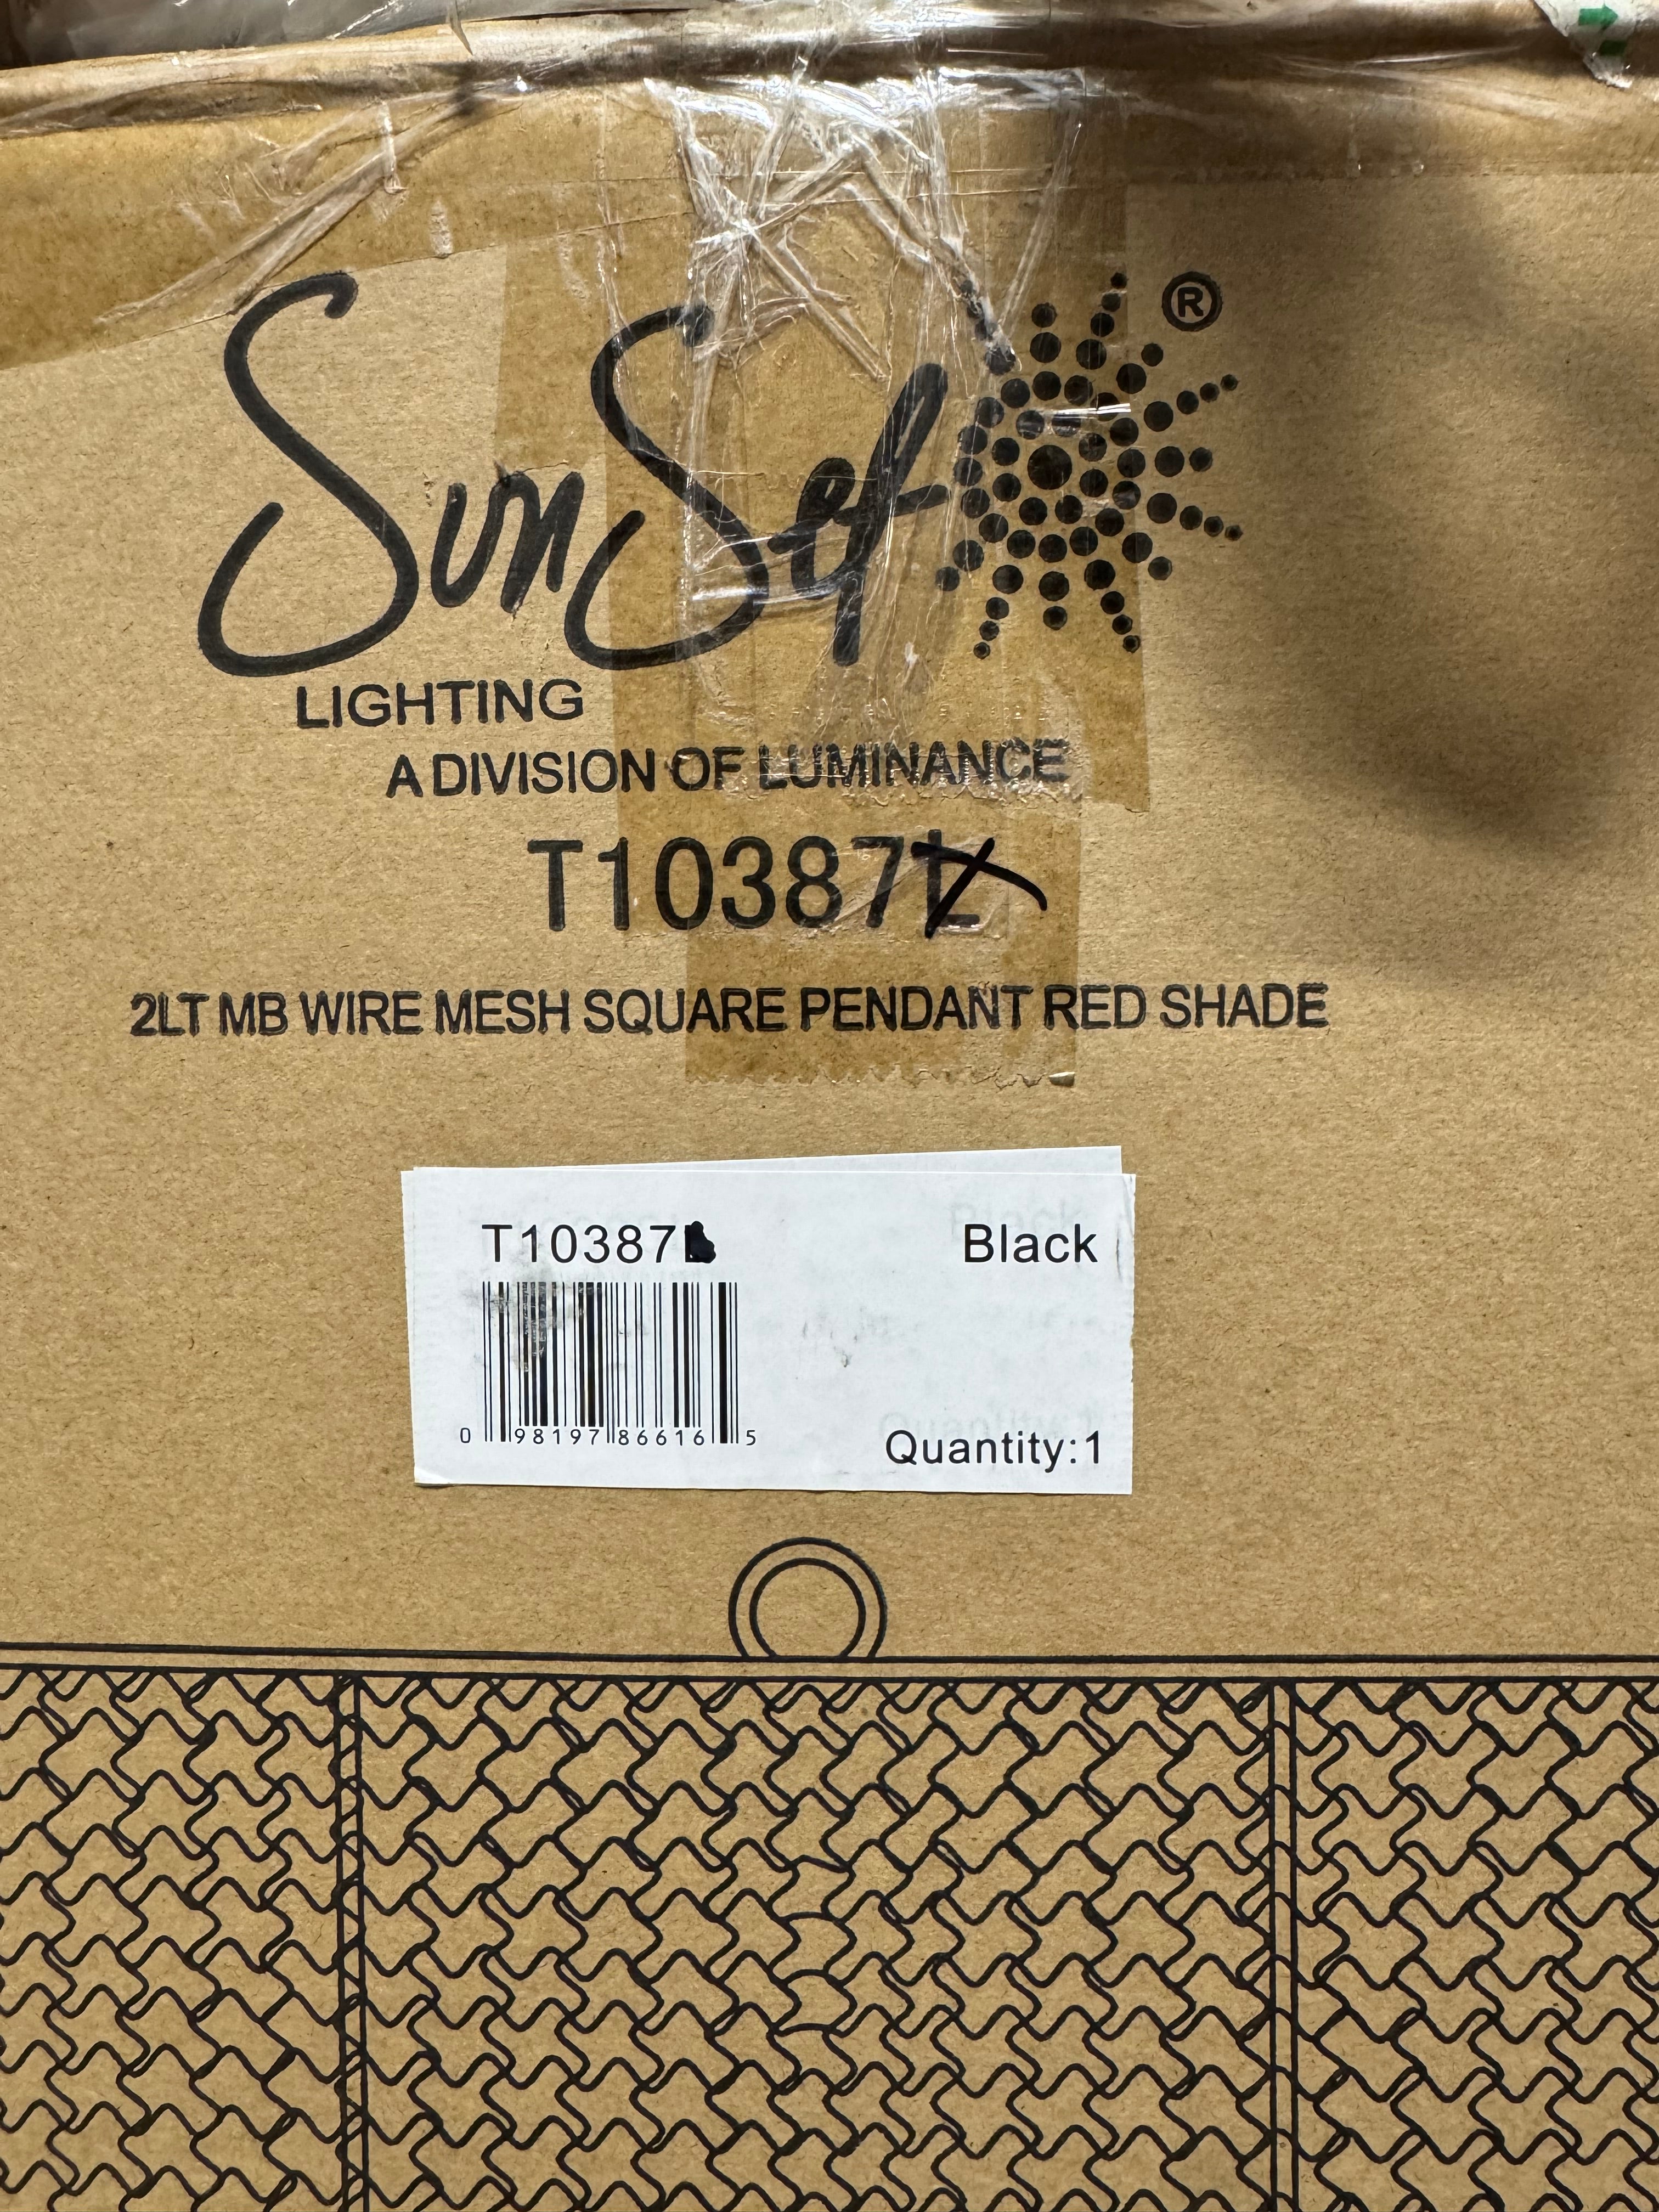 SunSet ®
LIGHTING
A DIVISION OF LUMINANCE
T10387L
2LT MB WIRE MESH SQUARE PENDANT RED SHADE
T10387 Black
0 98197 86616 5
Quantity:1